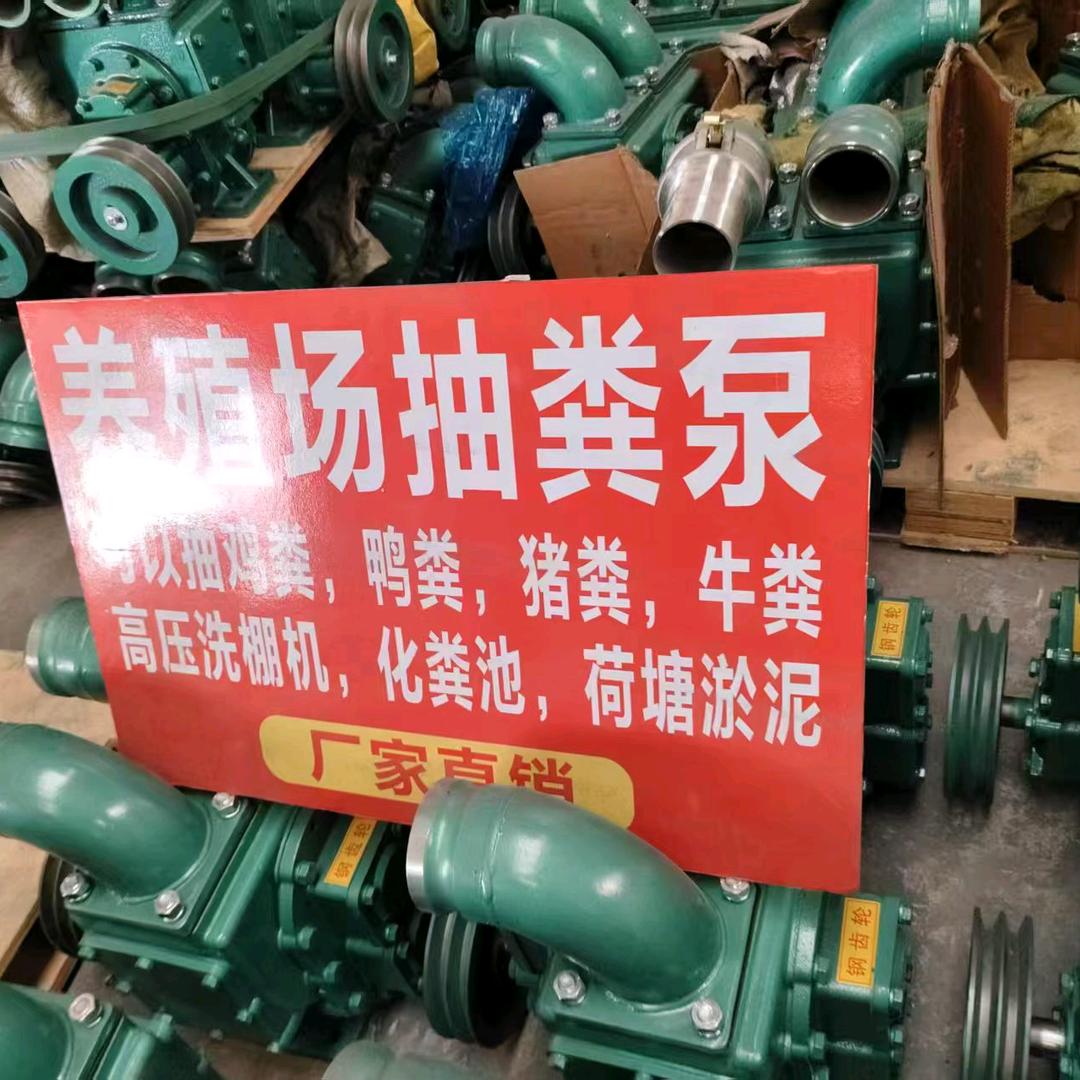 养殖场抽粪泵
可以抽鸡粪，鸭粪，猪粪，牛粪
高压洗棚机，化粪池，荷塘淤泥
厂家直销
钢齿轮
钢齿轮
钢齿轮